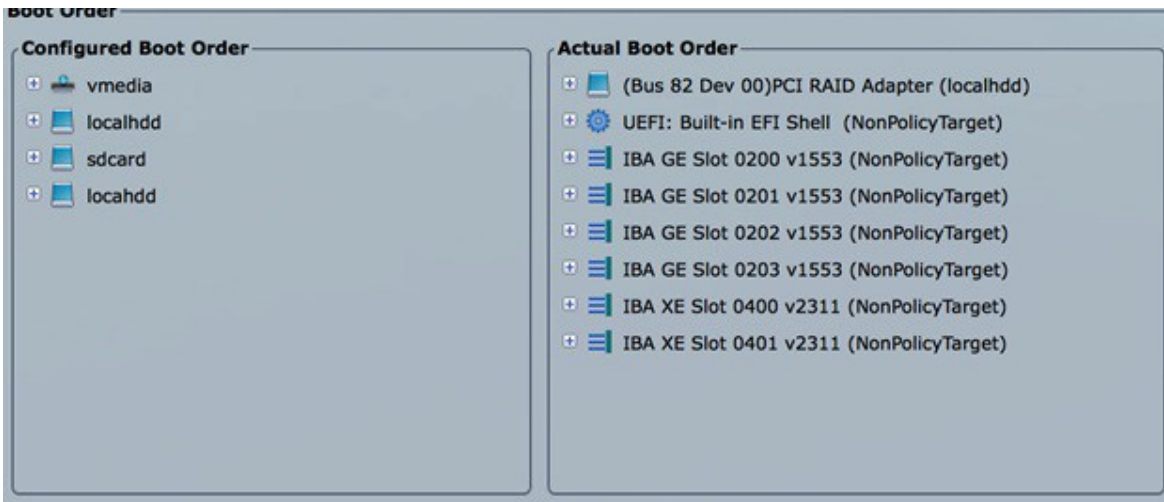 Boot Order
Configured Boot Order
vmedia
localhdd
sdcard
locahdd
Actual Boot Order
(Bus 82 Dev 00)PCI RAID Adapter (localhdd)
UEFI: Built-in EFI Shell (NonPolicyTarget)
IBA GE Slot 0200 v1553 (NonPolicyTarget)
IBA GE Slot 0201 v1553 (NonPolicyTarget)
IBA GE Slot 0202 v1553 (NonPolicyTarget)
IBA GE Slot 0203 v1553 (NonPolicyTarget)
IBA XE Slot 0400 v2311 (NonPolicyTarget)
IBA XE Slot 0401 v2311 (NonPolicyTarget)